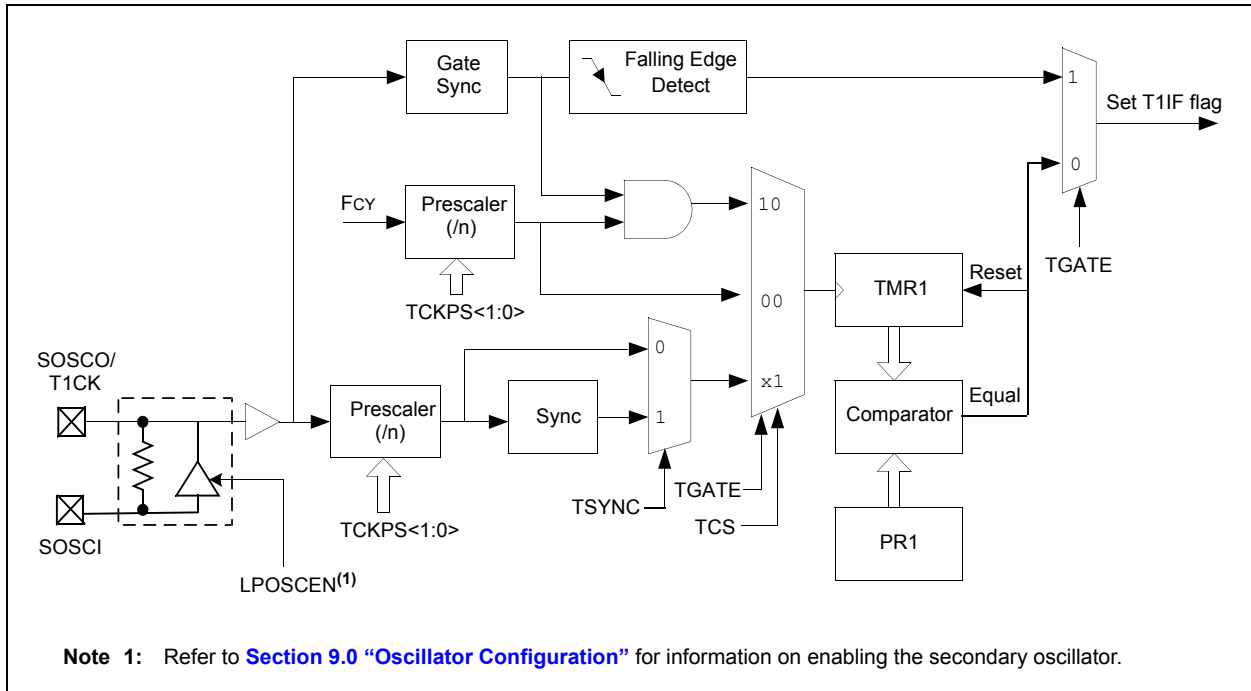 Gate
Sync
Falling Edge
Detect
1
Set T1IF flag
0
TGATE
FCY
Prescaler
(/n)
TCKPS<1:0>
10
00
x1
TMR1
Reset
SOSCO/
T1CK
SOSCI
Prescaler
(/n)
TCKPS<1:0>
Sync
0
1
TSYNC
TGATE
TCS
Comparator
Equal
PR1
LPOSCEN(1)
Note 1: Refer to Section 9.0 “Oscillator Configuration” for information on enabling the secondary oscillator.